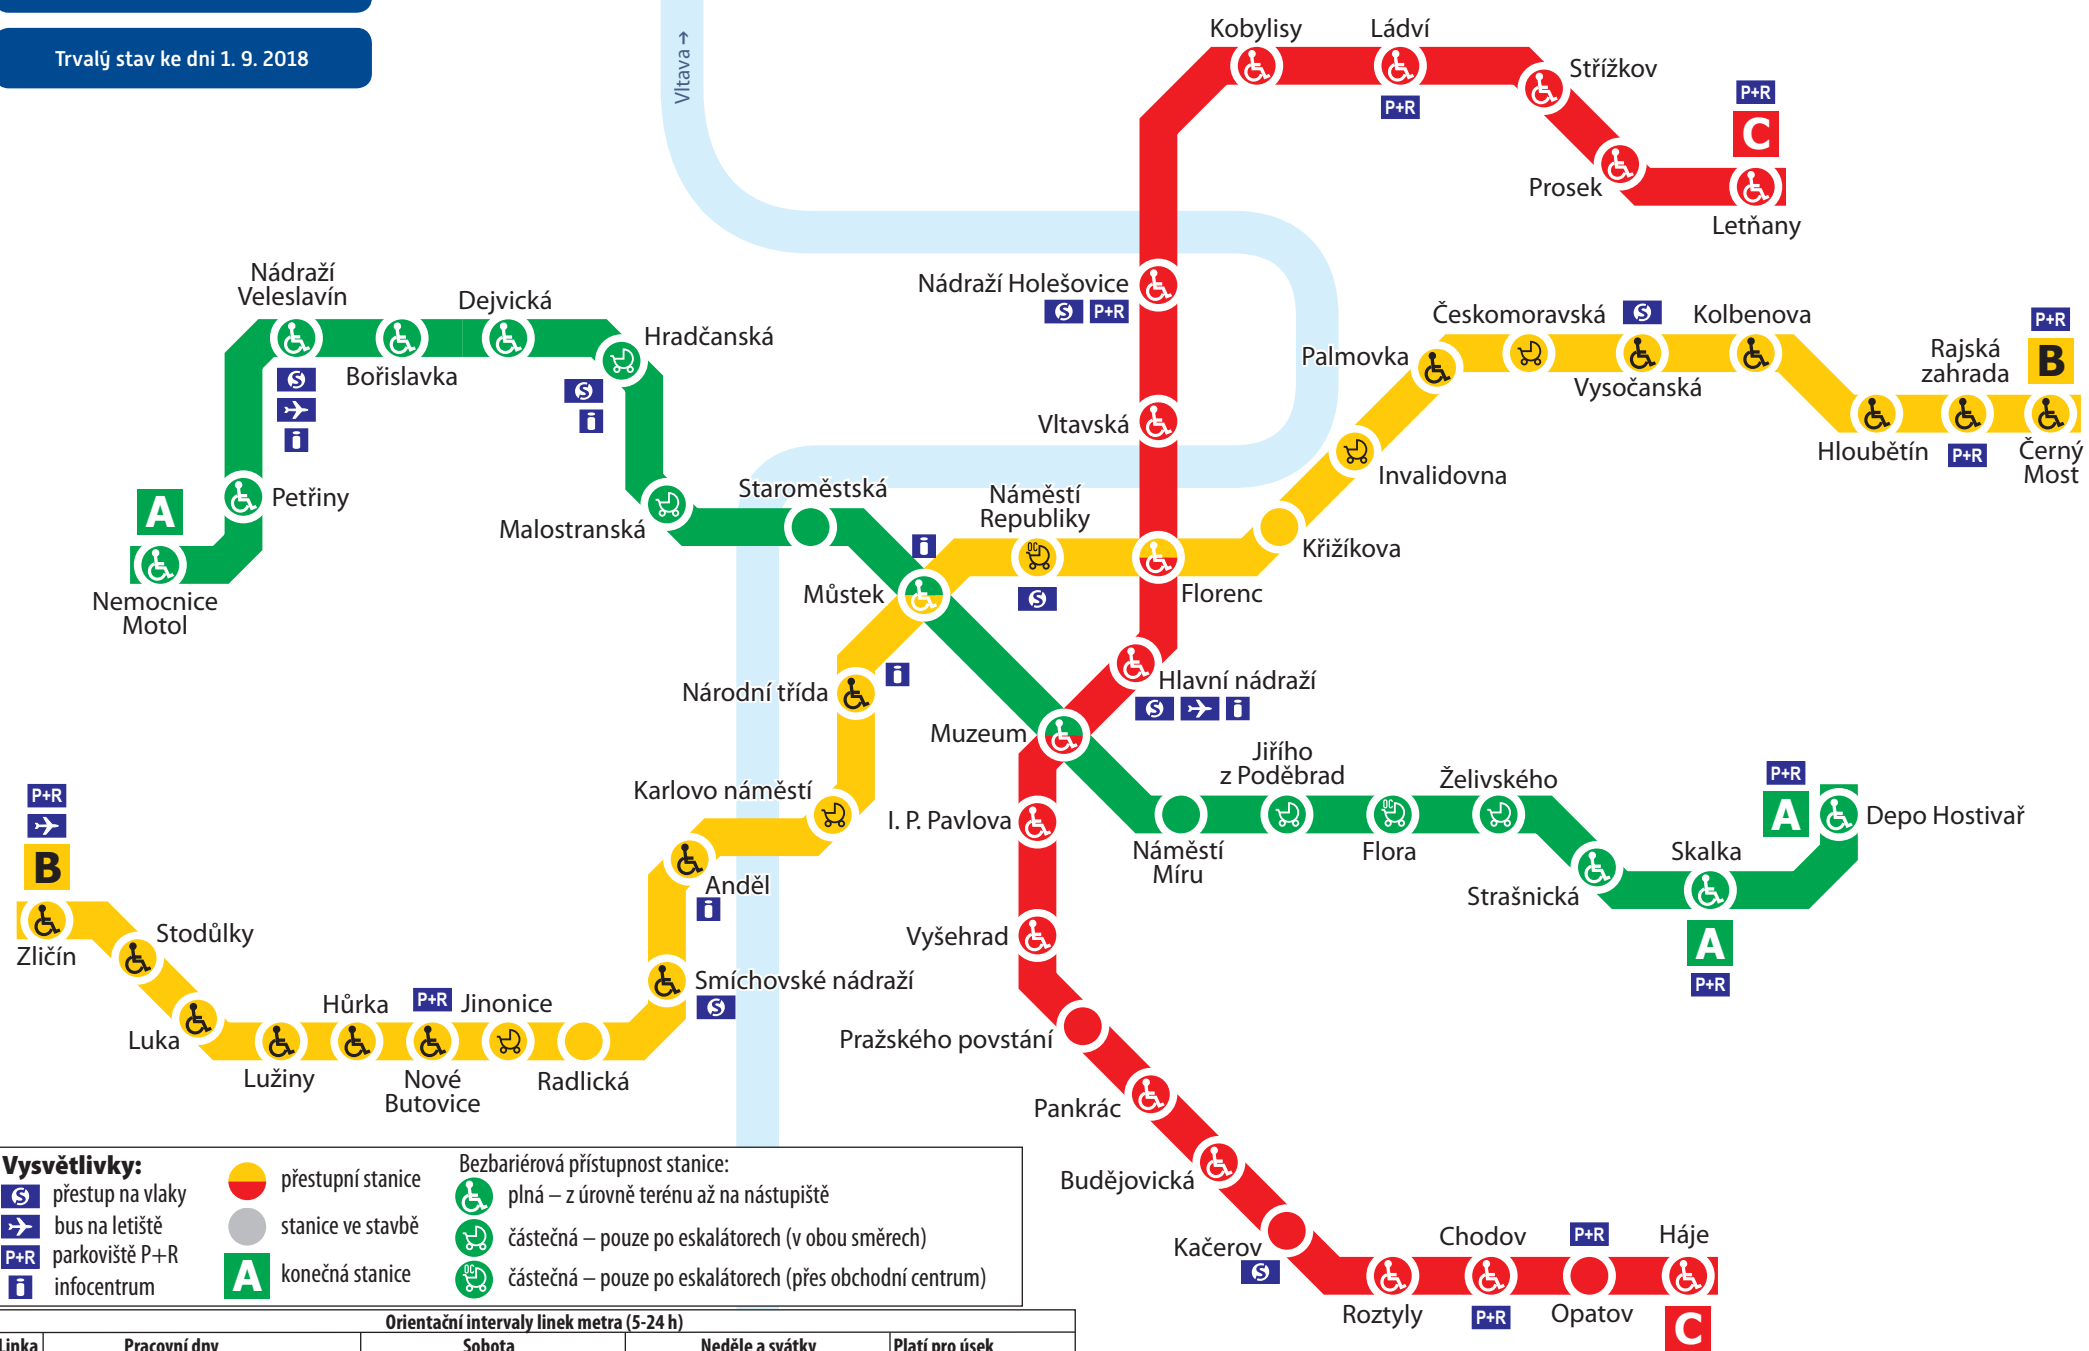 Trvalý stav ke dni 1. 9. 2018
Vltava →
Kobylisy
Ládví
P+R
Střížkov
P+R
C
Prosek
Letňany
Nádraží
Veleslavín
Dejvická
Hradčanská
Bořislavka
S
i
S
i
Petřiny
A
Nemocnice
Motol
Malostranská
Staroměstská
Nádraží Holešovice
S P+R
Vltavská
Českomoravská
S
Kolbenova
Palmovka
Vysočanská
Rajská
zahrada
P+R
B
Hloubětín
P+R
Černý
Most
Invalidovna
Křižíkova
Náměstí
Republiky
OC
S
Florenc
i
Můstek
Národní třída
i
Hlavní nádraží
S i
Muzeum
Karlovo náměstí
I. P. Pavlova
Jiřího
z Poděbrad
Želivského
OC
Náměstí
Míru
Flora
Strašnická
Skalka
A
P+R
P+R
A
Depo Hostivař
P+R
B
Zličín
Stodůlky
Luka
Lužiny
Hůrka
P+R
Nové
Butovice
Jinonice
Radlická
Smíchovské nádraží
S
Anděl
i
Vyšehrad
Pražského povstání
Pankrác
Budějovická
Kačerov
S
Roztyly
Chodov
P+R
P+R
Opatov
Háje
C
Vysvětlivky:
S přestup na vlaky
bus na letiště
P+R parkoviště P+R
i infocentrum
přestupní stanice
stanice ve stavbě
A konečná stanice
Bezbariérová přístupnost stanice:
plná – z úrovně terénu až na nástupiště
částečná – pouze po eskalátorech (v obou směrech)
OC částečná – pouze po eskalátorech (přes obchodní centrum)
Orientační intervaly linek metra (5-24 h)
Linka Pracovní dny Sobota Neděle a svátky Platí pro úsek